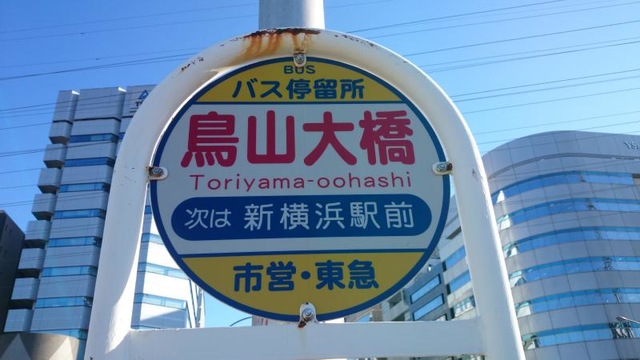 BUS
バス停留所
鳥山大橋
Toriyama-oohashi
次は 新横浜駅前
市営・東急